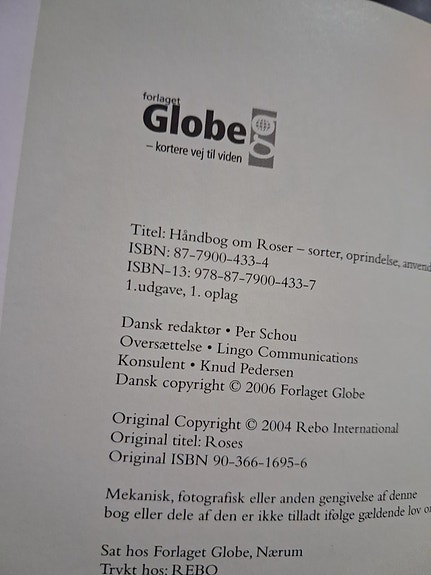 forlaget
Globe g
– kortere vej til viden
Titel: Håndbog om Roser – sorter, oprindelse,
ISBN: 87-7900-433-4
ISBN-13: 978-87-7900-433-7
1.udgave, 1. oplag
Dansk redaktør • Per Schou
Oversættelse • Lingo Communications
Konsulent • Knud Pedersen
Dansk copyright © 2006 Forlaget Globe
Original Copyright © 2004 Rebo International
Original titel: Roses
Original ISBN 90-366-1695-6
Mekanisk, fotografisk eller anden gengivelse af denne
bog eller dele af den er ikke tilladt ifølge gældende lov
Sat hos Forlaget Globe, Nærum
Trykt hos: REBO